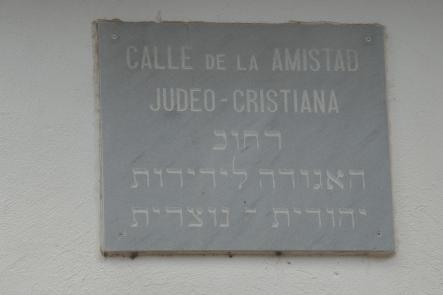 CALLE DE LA AMISTAD
JUDEO-CRISTIANA
רחוב
האגודה לידידות
יהודית - נוצרית